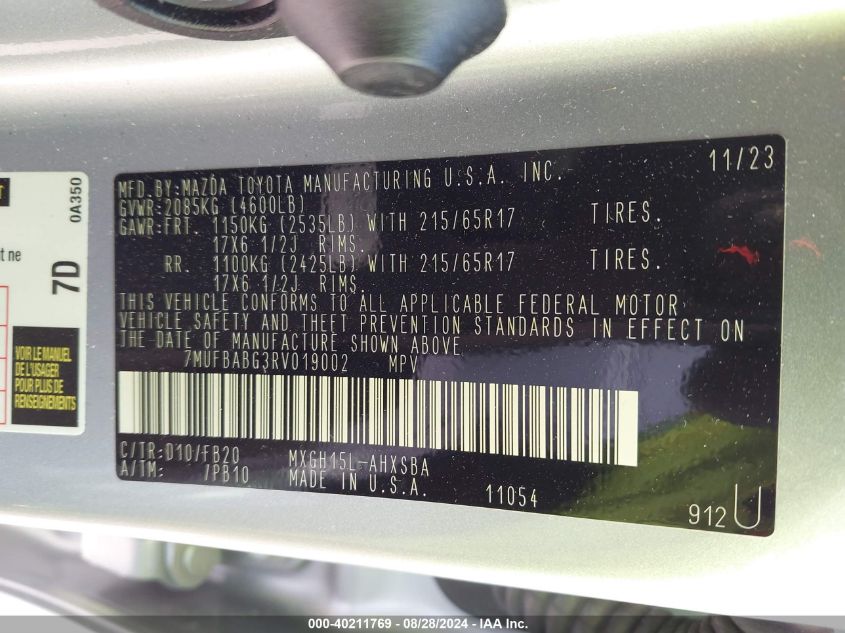 MFD.BY:MAZDA TOYOTA MANUFACTURING U.S.A. INC. 11/23
GVWR:2085KG (4600LB)
GAWR:FRT. 1150KG (2535LB) WITH 215/65R17 TIRES.
17X6 1/2J RIMS.
RR. 1100KG (2425LB) WITH 215/65R17 TIRES.
17X6 1/2J RIMS.
THIS VEHICLE CONFORMS TO ALL APPLICABLE FEDERAL MOTOR
VEHICLE SAFETY AND THEFT PREVENTION STANDARDS IN EFFECT ON
THE DATE OF MANUFACTURE SHOWN ABOVE.
7MUFBABG3RV019002 MPV
C/TR:D10/FB20 MXGH15L-AHXSBA
A/TM: /PB10 MADE IN U.S.A. 11054
912U
0A350
7D
t ne
VOIR LE MANUEL
DE L'USAGER
POUR PLUS DE
RENSEIGNEMENTS
000-40211769 - 08/28/2024 - IAA Inc.